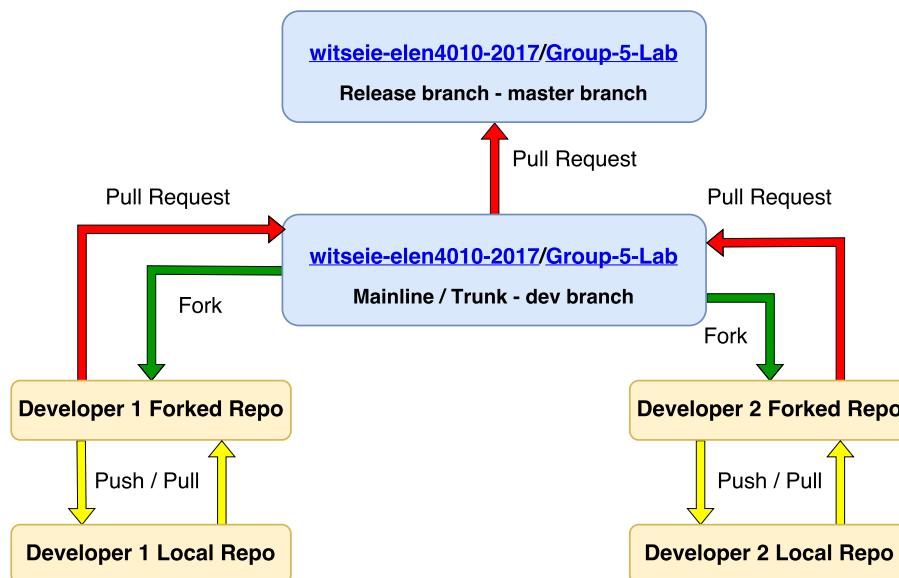 witseie-elen4010-2017/Group-5-Lab
Release branch - master branch
Pull Request
Pull Request
Pull Request
witseie-elen4010-2017/Group-5-Lab
Mainline / Trunk - dev branch
Fork
Fork
Developer 1 Forked Repo
Developer 2 Forked Repo
Push / Pull
Push / Pull
Developer 1 Local Repo
Developer 2 Local Repo